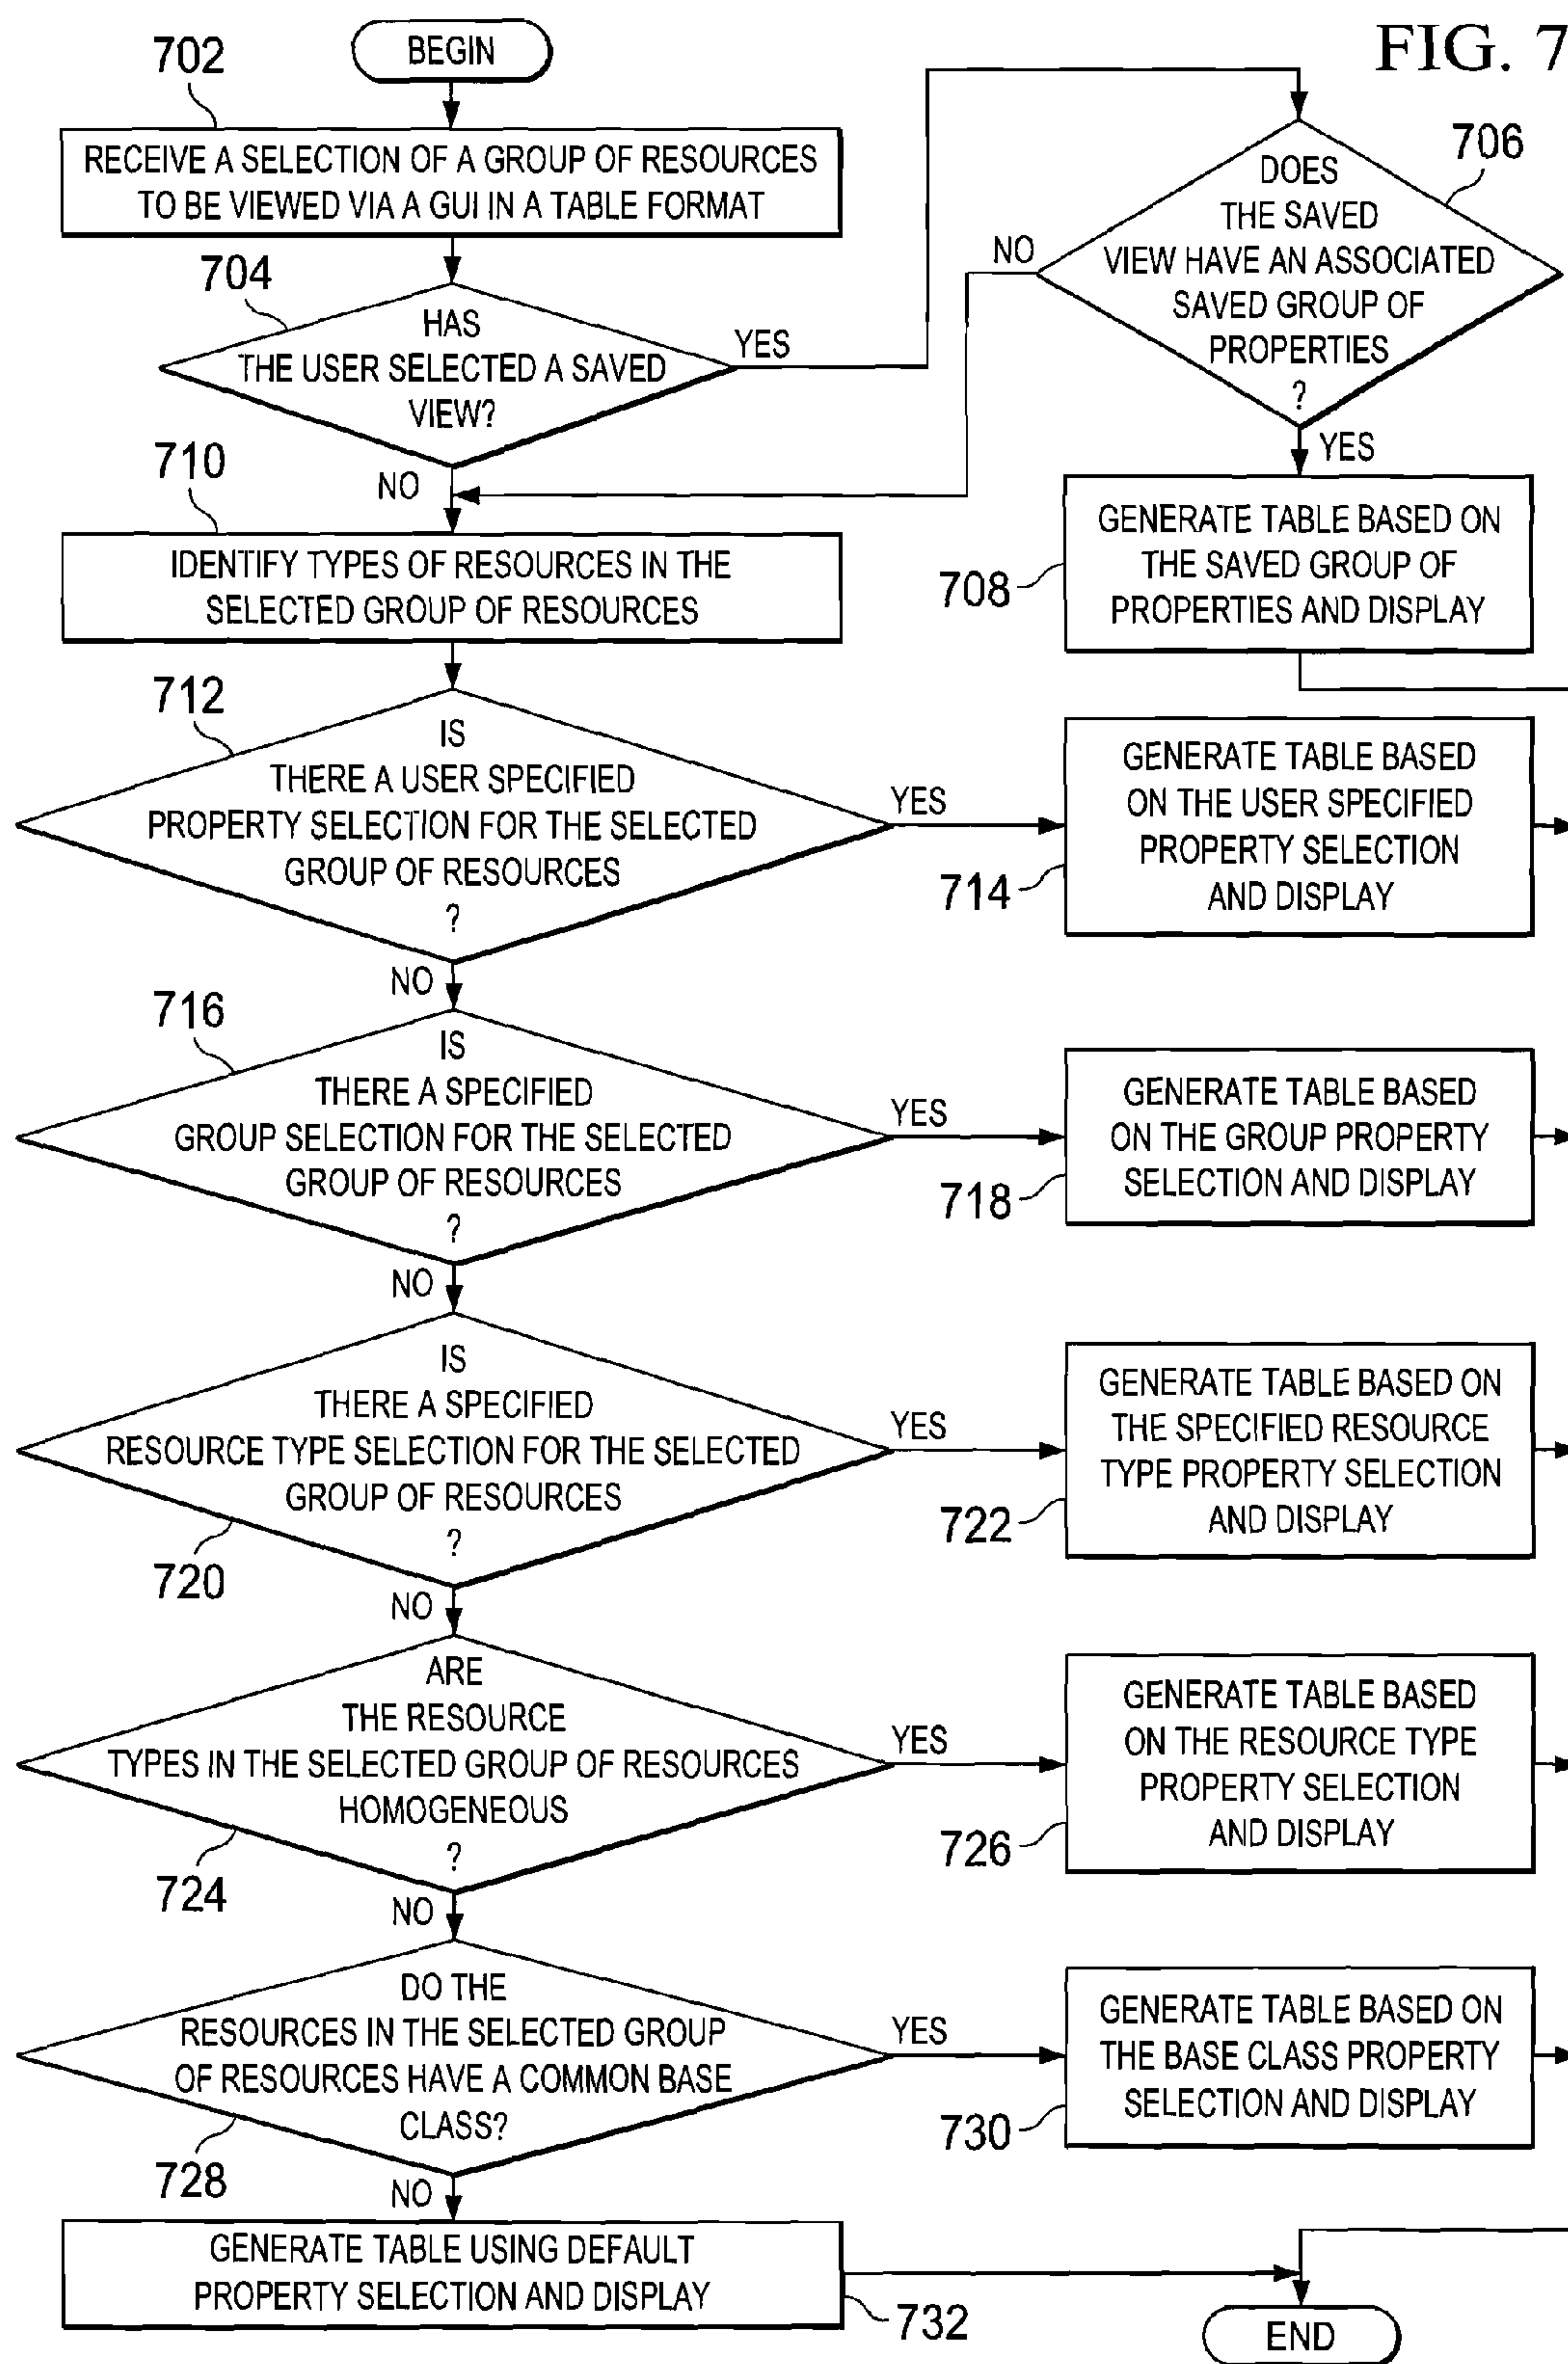 FIG. 7
BEGIN
702
RECEIVE A SELECTION OF A GROUP OF RESOURCES
TO BE VIEWED VIA A GUI IN A TABLE FORMAT
704
HAS
THE USER SELECTED A SAVED
VIEW?
YES
NO
706
DOES
THE SAVED
VIEW HAVE AN ASSOCIATED
SAVED GROUP OF
PROPERTIES
?
NO
YES
708
GENERATE TABLE BASED ON
THE SAVED GROUP OF
PROPERTIES AND DISPLAY
710
IDENTIFY TYPES OF RESOURCES IN THE
SELECTED GROUP OF RESOURCES
712
IS
THERE A USER SPECIFIED
PROPERTY SELECTION FOR THE SELECTED
GROUP OF RESOURCES
?
YES
NO
714
GENERATE TABLE BASED
ON THE USER SPECIFIED
PROPERTY SELECTION
AND DISPLAY
716
IS
THERE A SPECIFIED
GROUP SELECTION FOR THE SELECTED
GROUP OF RESOURCES
?
YES
NO
718
GENERATE TABLE BASED
ON THE GROUP PROPERTY
SELECTION AND DISPLAY
IS
THERE A SPECIFIED
RESOURCE TYPE SELECTION FOR THE SELECTED
GROUP OF RESOURCES
?
720
YES
NO
722
GENERATE TABLE BASED ON
THE SPECIFIED RESOURCE
TYPE PROPERTY SELECTION
AND DISPLAY
ARE
THE RESOURCE
TYPES IN THE SELECTED GROUP OF RESOURCES
HOMOGENEOUS
?
724
YES
NO
726
GENERATE TABLE BASED
ON THE RESOURCE TYPE
PROPERTY SELECTION
AND DISPLAY
DO THE
RESOURCES IN THE SELECTED GROUP
OF RESOURCES HAVE A COMMON BASE
CLASS?
728
YES
NO
730
GENERATE TABLE BASED ON
THE BASE CLASS PROPERTY
SELECTION AND DISPLAY
GENERATE TABLE USING DEFAULT
PROPERTY SELECTION AND DISPLAY
732
END